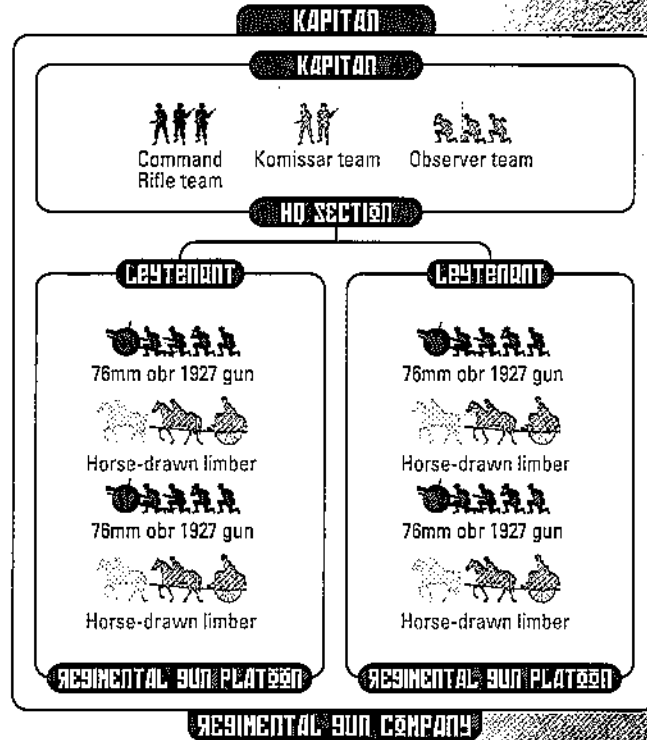 KAPITAN
KAPITAN
Command Rifle team
Komissar team
Observer team
HQ SECTION
LEYTENANT
LEYTENANT
76mm obr 1927 gun
76mm obr 1927 gun
Horse-drawn limber
Horse-drawn limber
76mm obr 1927 gun
76mm obr 1927 gun
Horse-drawn limber
Horse-drawn limber
REGIMENTAL GUN PLATOON
REGIMENTAL GUN PLATOON
REGIMENTAL GUN COMPANY